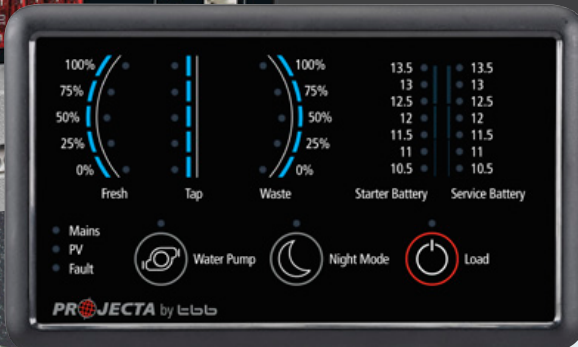 100% 100% 13.5 13.5
75% 75% 13 13
50% 50% 12.5 12.5
25% 25% 12 12
0% 0% 11.5 11.5
11 11
10.5 10.5
Fresh Tap Waste Starter Battery Service Battery
Mains
PV
Fault
Water Pump Night Mode Load
PROJECTA by tbb